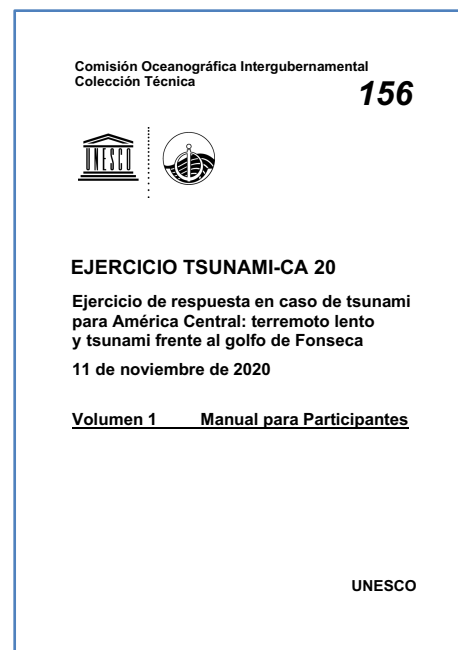 Comisión Oceanográfica Intergubernamental
Colección Técnica
156
UNESCO
EJERCICIO TSUNAMI-CA 20
Ejercicio de respuesta en caso de tsunami
para América Central: terremoto lento
y tsunami frente al golfo de Fonseca
11 de noviembre de 2020
Volumen 1 Manual para Participantes
UNESCO